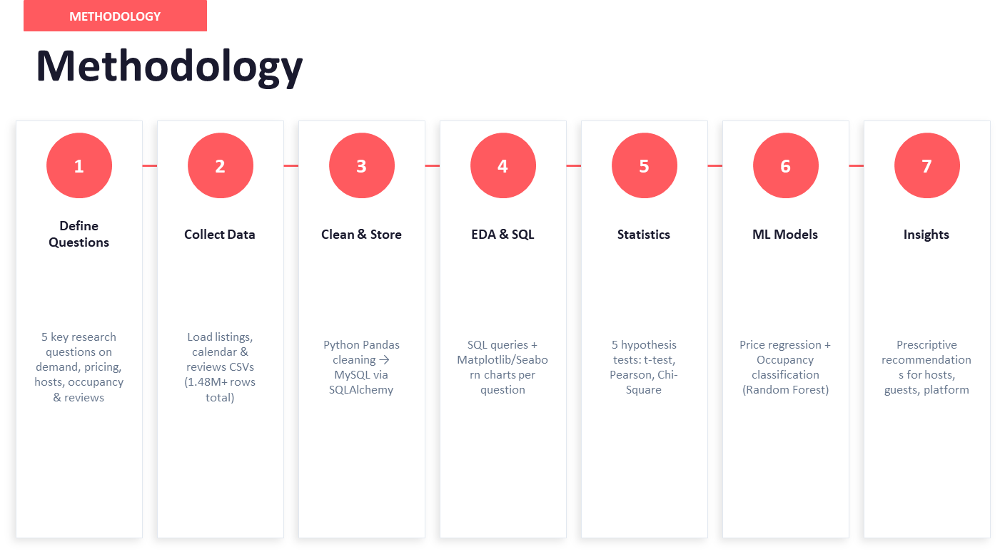 METHODOLOGY
Methodology
1
Define
Questions
5 key research
questions on
demand, pricing,
hosts, occupancy
& reviews
2
Collect Data
Load listings,
calendar &
reviews CSVs
(1.48M+ rows
total)
3
Clean & Store
Python Pandas
cleaning →
MySQL via
SQLAlchemy
4
EDA & SQL
SQL queries +
Matplotlib/Seabo
rn charts per
question
5
Statistics
5 hypothesis
tests: t-test,
Pearson, Chi-
Square
6
ML Models
Price regression +
Occupancy
classification
(Random Forest)
7
Insights
Prescriptive
recommendation
s for hosts,
guests, platform